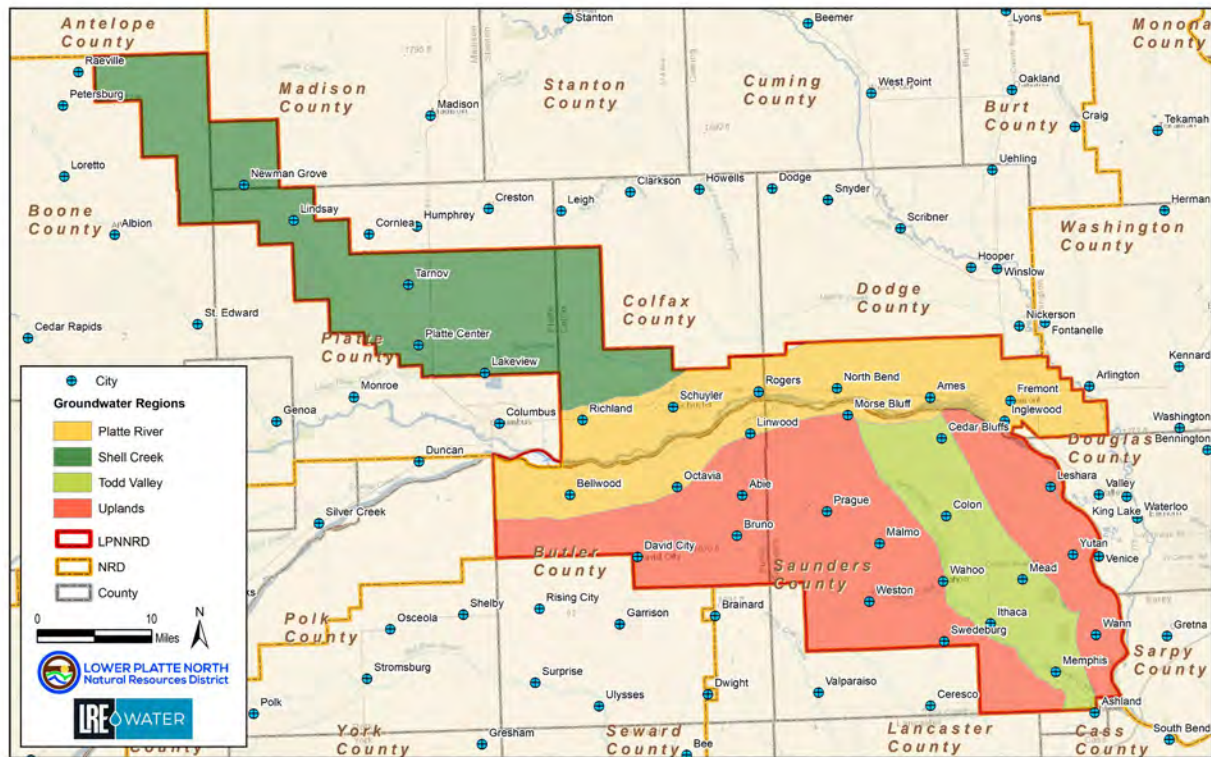 Antelope
County
Stanton
Beemer
Lyons
Monona
County
Raeville
Petersburg
Madison
County
Madison
Stanton
County
Cuming
County
West Point
Oakland
Burt
County
Craig
Tekamah
Loretto
Newman Grove
Uehling
Boone
County
Albion
Lindsay
Cornlea
Humphrey
Creston
Leigh
Clarkson
Howells
Dodge
Snyder
Scribner
Herman
Washington
County
Tarnov
Hooper
Winslow
Colfax
County
Dodge
County
Cedar Rapids
St. Edward
Platte
County
Platte Center
Lakeview
Nickerson
Fontanelle
Kennard
Monroe
Genoa
Columbus
Richland
Schuyler
Rogers
North Bend
Morse Bluff
Ames
Fremont
Inglewood
Arlington
Washington
Bennington
Linwood
Cedar Bluffs
Douglas
County
Duncan
Bellwood
Octavia
Abie
Prague
Colon
Leshara
Valley
King Lake
Waterloo
Silver Creek
Bruno
Malmo
Yutan
Venice
David City
Butler
County
Saunders
County
Wahoo
Mead
Weston
Ithaca
Polk
County
Osceola
Shelby
Rising City
Garrison
Brainard
Swedeburg
Wann
Gretna
Sarpy
County
Memphis
Stromsburg
Surprise
Ulysses
Dwight
Valparaiso
Ceresco
Ashland
Polk
York
County
Gresham
Seward
County
Bee
Lancaster
County
Cass
County
South Bend
County
City
Groundwater Regions
Platte River
Shell Creek
Todd Valley
Uplands
LPNNRD
NRD
County
0 10
Miles
N
LOWER PLATTE NORTH
Natural Resources District
LRE WATER